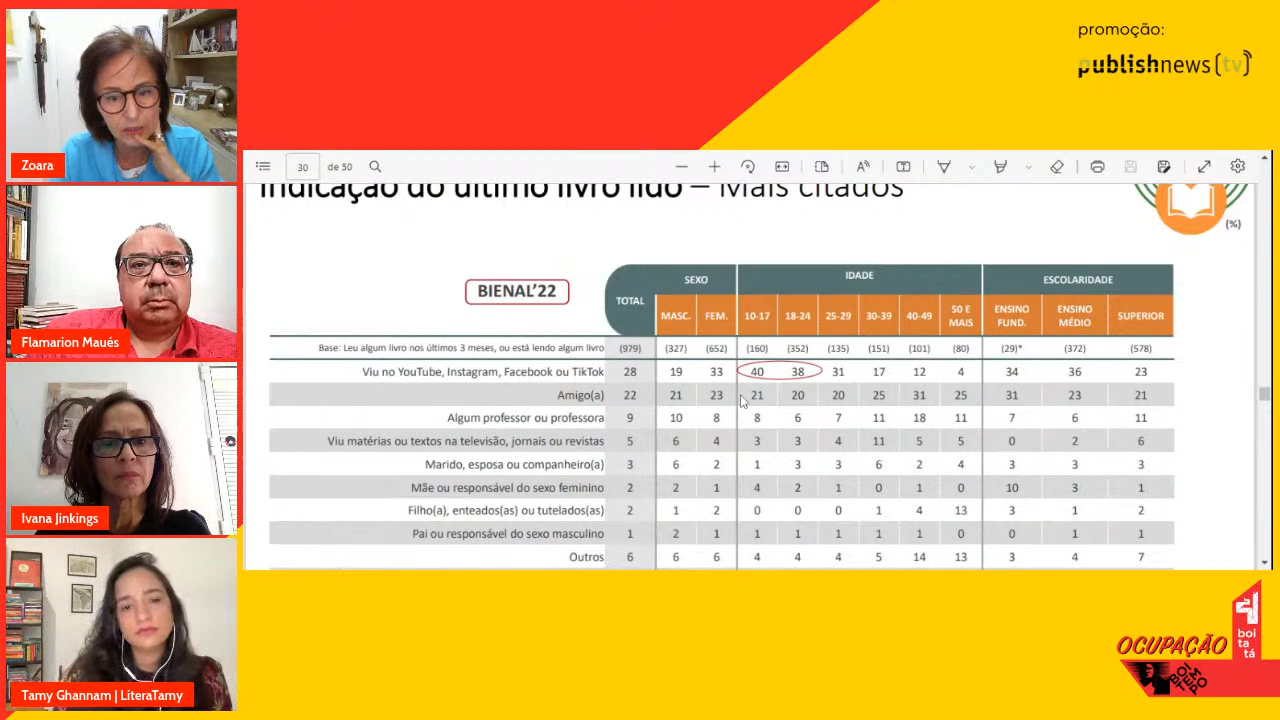 promoção:
publishnews(tv)
Zoara
Flamarion Maués
Ivana Jinkings
Tamy Ghannam | LiteraTamy
30 de 50
Indicação do último livro lido – Mais citados
(%)
BIENAL’22
TOTAL SEXO IDADE ESCOLARIDADE
MASC. FEM. 10-17 18-24 25-29 30-39 40-49 50 E MAIS ENSINO FUND. ENSINO MÉDIO SUPERIOR
Base: Leu algum livro nos últimos 3 meses, ou está lendo algum livro (979) (327) (652) (160) (352) (135) (151) (101) (80) (29)* (372) (578)
Viu no YouTube, Instagram, Facebook ou TikTok 28 19 33 40 38 31 17 12 4 34 36 23
Amigo(a) 22 21 23 21 20 20 25 31 25 31 23 21
Algum professor ou professora 9 10 8 8 6 7 11 18 11 7 6 11
Viu matérias ou textos na televisão, jornais ou revistas 5 6 4 3 3 4 11 5 5 0 2 6
Marido, esposa ou companheiro(a) 3 6 2 1 3 3 6 2 4 3 3 3
Mãe ou responsável do sexo feminino 2 2 1 4 2 1 0 1 0 10 3 1
Filho(a), enteados(as) ou tutelados(as) 2 1 2 0 0 0 1 4 13 3 1 2
Pai ou responsável do sexo masculino 1 2 1 1 1 1 1 1 0 0 1 1
Outros 6 6 6 4 4 4 5 14 13 3 4 7
OCUPAÇÃO
BOITEMPO
boi
ta
tá